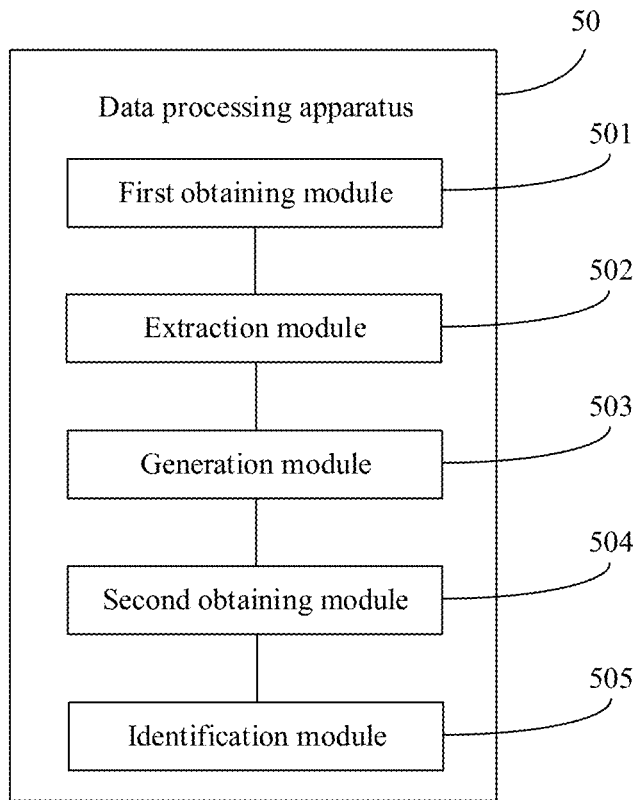 50
Data processing apparatus
501
First obtaining module
502
Extraction module
503
Generation module
504
Second obtaining module
505
Identification module